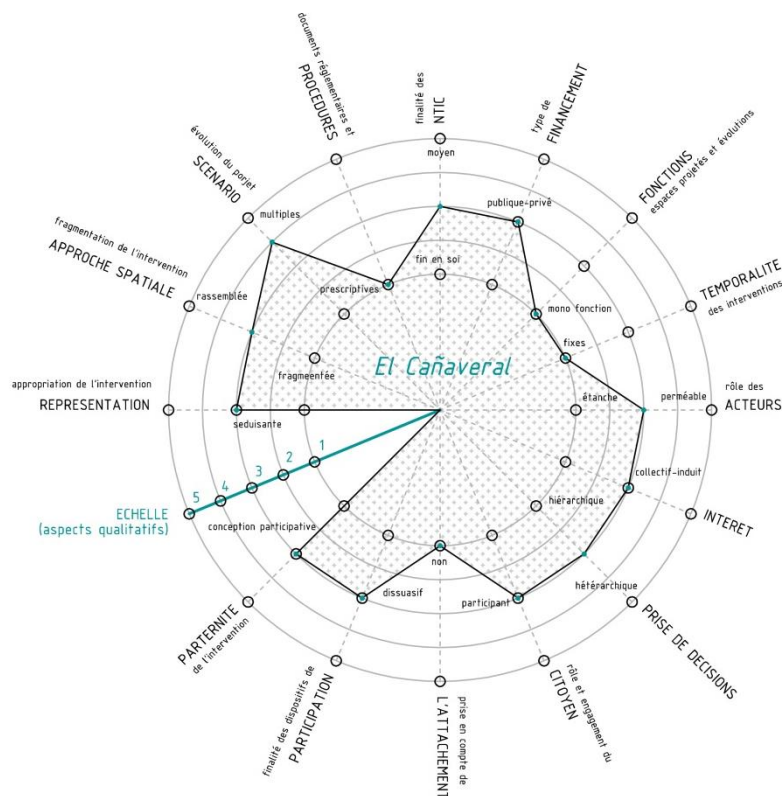 finalité des
NTIC
moyen
fin en soi
type de
FINANCEMENT
publique-privé
FONCTIONS
espaces projetés et évolutions
mono fonction
TEMPORALITE
des interventions
fixes
rôle des
ACTEURS
étanche
perméable
INTERET
collectif-induit
PRISE DE DECISIONS
hiérarchique
hétérarchique
rôle et engagement du
CITOYEN
participant
prise en compte de
L'ATTACHEMENT
non
finalité des dispositifs de
PARTICIPATION
dissuasif
PARTERNITE
de l'intervention
conception participative
ECHELLE
(aspects qualitatifs)
5
4
3
2
1
appropriation de l'intervention
REPRESENTATION
seduisante
fragmentation de l'intervention
APPROCHE SPATIALE
rassemblée
fragmeentée
évolution du porjet
SCENARIO
multiples
documents réglementaires et
PROCEDURES
prescriptives
El Cañaveral